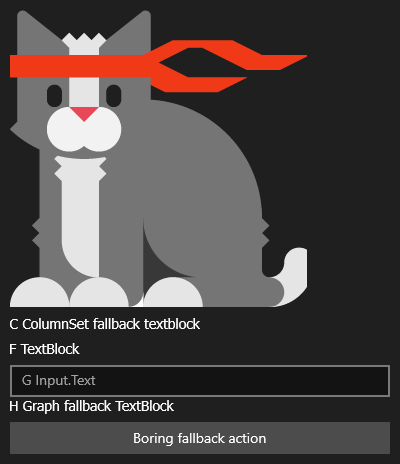 C ColumnSet fallback textblock
F TextBlock
G Input.Text
H Graph fallback TextBlock
Boring fallback action